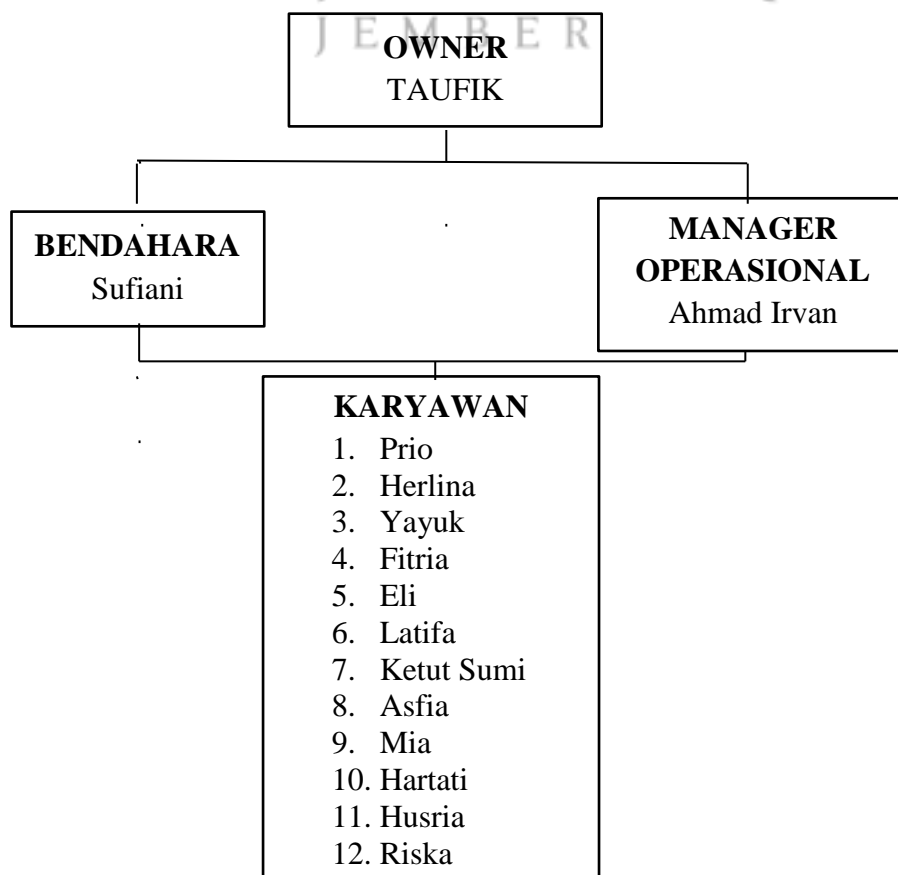 JEMBER
OWNER
TAUFIK
BENDAHARA
Sufiani
MANAGER
OPERASIONAL
Ahmad Irvan
KARYAWAN
1. Prio
2. Herlina
3. Yayuk
4. Fitria
5. Eli
6. Latifa
7. Ketut Sumi
8. Asfia
9. Mia
10. Hartati
11. Husria
12. Riska